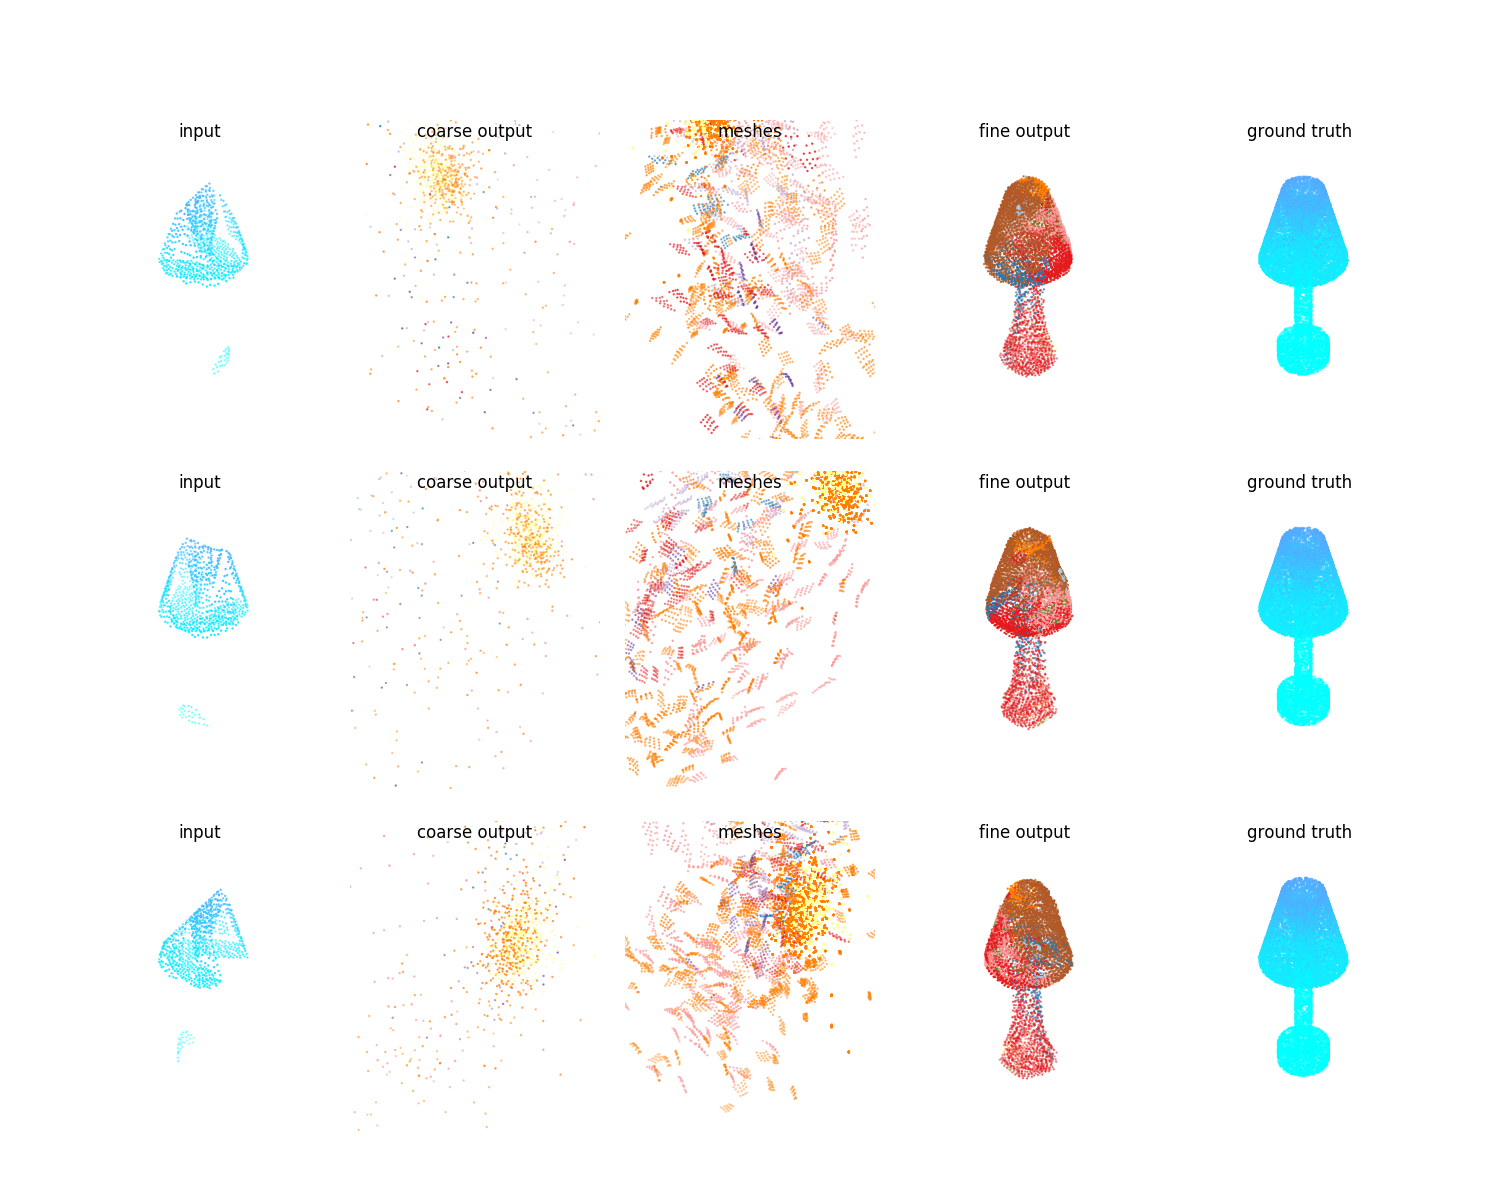 input
coarse output
meshes
fine output
ground truth
input
coarse output
meshes
fine output
ground truth
input
coarse output
meshes
fine output
ground truth